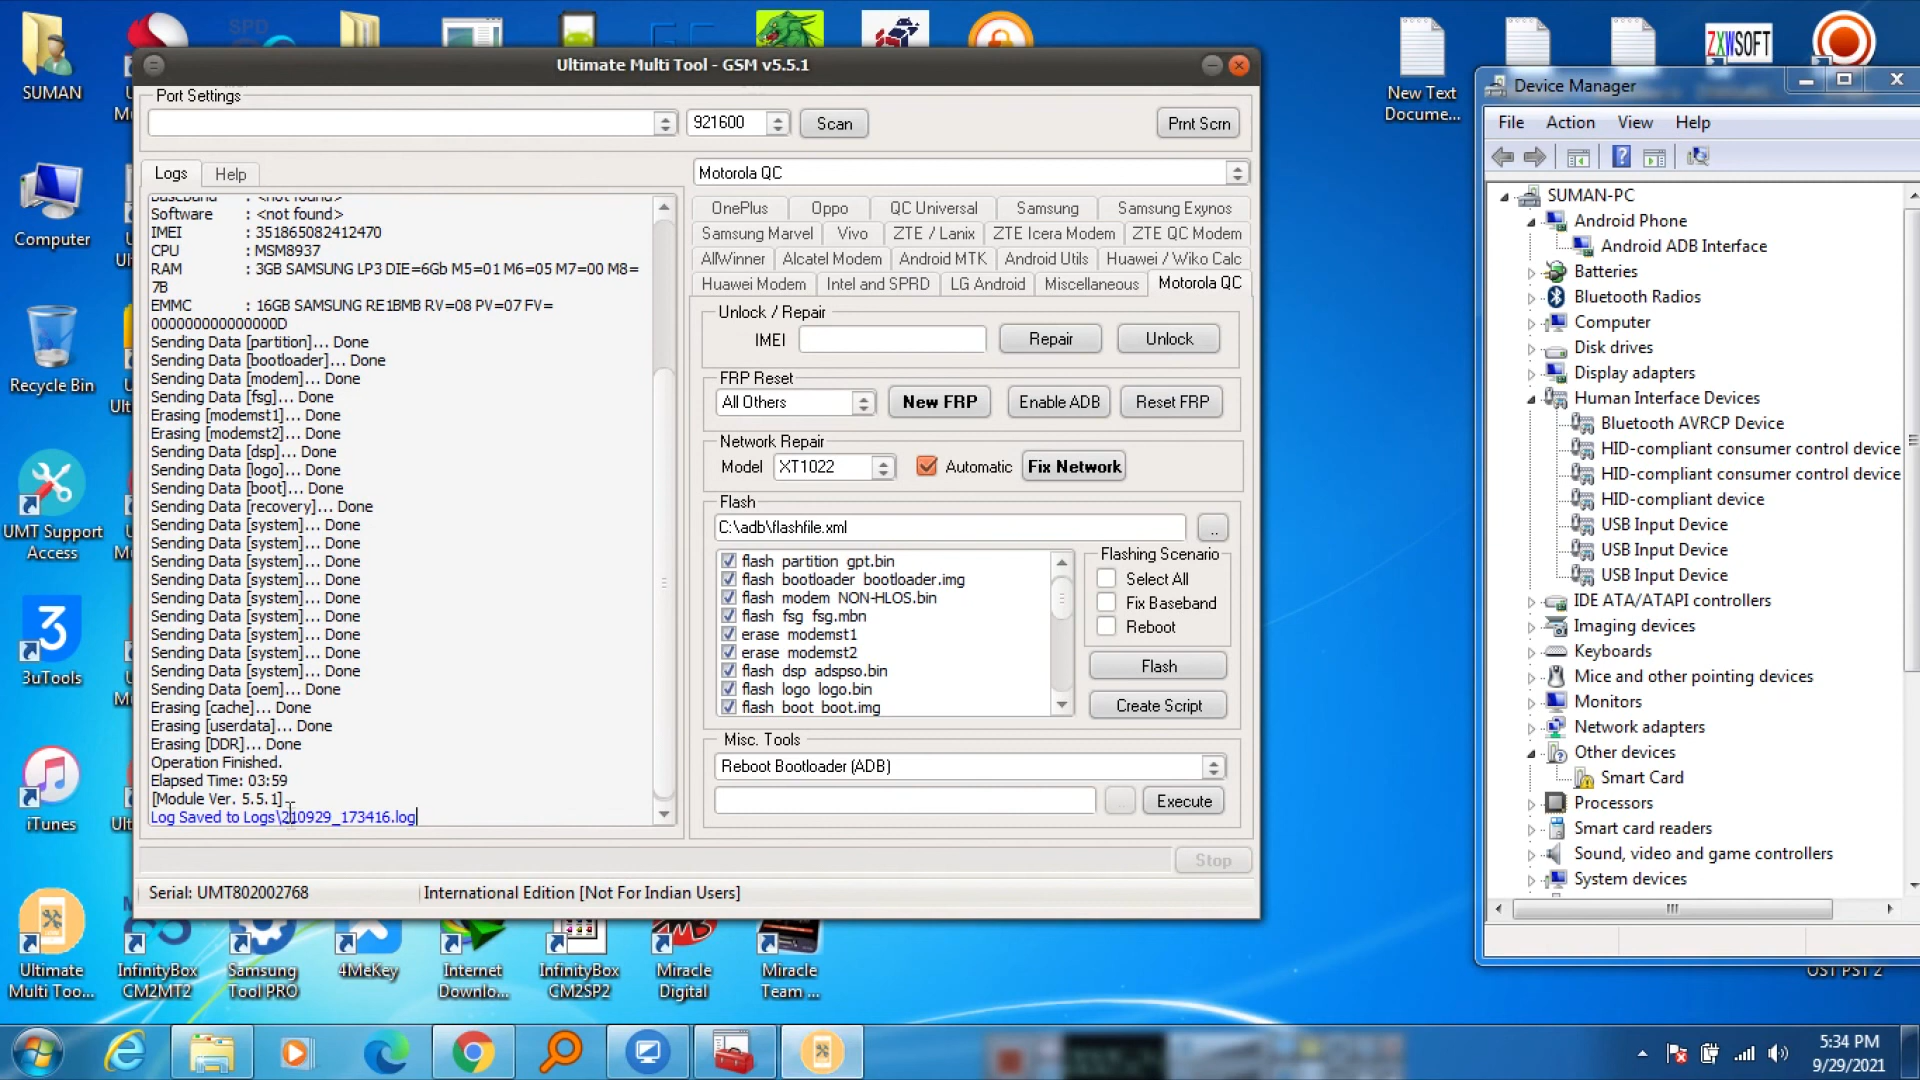 Ultimate Multi Tool - GSM v5.5.1
Port Settings
921600
Scan
Prnt Scrn
Logs
Help
Baseband : <not found>
Software : <not found>
IMEI : 351865082412470
CPU : MSM8937
RAM : 3GB SAMSUNG LP3 DIE=6Gb M5=01 M6=05 M7=00 M8=
7B
EMMC : 16GB SAMSUNG RE1BMB RV=08 PV=07 FV=
000000000000000D
Sending Data [partition]... Done
Sending Data [bootloader]... Done
Sending Data [modem]... Done
Sending Data [fsg]... Done
Erasing [modemst1]... Done
Erasing [modemst2]... Done
Sending Data [dsp]... Done
Sending Data [logo]... Done
Sending Data [boot]... Done
Sending Data [recovery]... Done
Sending Data [system]... Done
Sending Data [system]... Done
Sending Data [system]... Done
Sending Data [system]... Done
Sending Data [system]... Done
Sending Data [system]... Done
Sending Data [system]... Done
Sending Data [system]... Done
Sending Data [system]... Done
Sending Data [oem]... Done
Erasing [cache]... Done
Erasing [userdata]... Done
Erasing [DDR]... Done
Operation Finished.
Elapsed Time: 03:59
[Module Ver. 5.5.1]
Log Saved to Logs\210929_173416.log
Motorola QC
OnePlus
Oppo
QC Universal
Samsung
Samsung Exynos
Samsung Marvel
Vivo
ZTE / Lanix
ZTE Icera Modem
ZTE QC Modem
AllWinner
Alcatel Modem
Android MTK
Android Utils
Huawei / Wiko Calc
Huawei Modem
Intel and SPRD
LG Android
Miscellaneous
Motorola QC
Unlock / Repair
IMEI
Repair
Unlock
FRP Reset
All Others
New FRP
Enable ADB
Reset FRP
Network Repair
Model
XT1022
Automatic
Fix Network
Flash
C:\adb\flashfile.xml
..
flash partition gpt.bin
flash bootloader bootloader.img
flash modem NON-HLOS.bin
flash fsg fsg.mbn
erase modemst1
erase modemst2
flash dsp adspso.bin
flash logo logo.bin
flash boot boot.img
Flashing Scenario
Select All
Fix Baseband
Reboot
Flash
Create Script
Misc. Tools
Reboot Bootloader (ADB)
Execute
Stop
Serial: UMT802002768
International Edition [Not For Indian Users]
Device Manager
File
Action
View
Help
SUMAN-PC
Android Phone
Android ADB Interface
Batteries
Bluetooth Radios
Computer
Disk drives
Display adapters
Human Interface Devices
Bluetooth AVRCP Device
HID-compliant consumer control device
HID-compliant consumer control device
HID-compliant device
USB Input Device
USB Input Device
USB Input Device
IDE ATA/ATAPI controllers
Imaging devices
Keyboards
Mice and other pointing devices
Monitors
Network adapters
Other devices
Smart Card
Processors
Smart card readers
Sound, video and game controllers
System devices
SUMAN
Computer
Recycle Bin
UMT Support
Access
3
3uTools
iTunes
Ultimate
Multi Too...
InfinityBox
CM2MT2
Samsung
Tool PRO
4MeKey
Internet
Downlo...
InfinityBox
CM2SP2
Miracle
Digital
Miracle
Team ...
New Text
Docume...
ZXWSOFT
OST PST 2
5:34 PM
9/29/2021